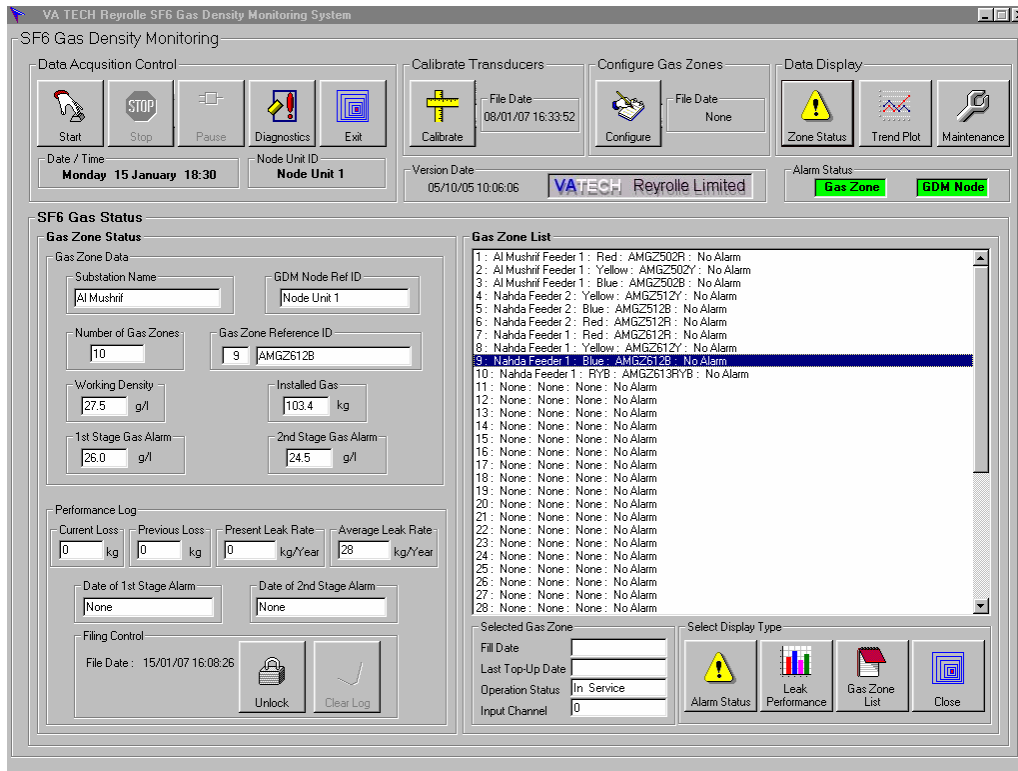 VA TECH Reyrolle SF6 Gas Density Monitoring System
SF6 Gas Density Monitoring
Data Acqusition Control
Start
STOP
Stop
Pause
Diagnostics
Exit
Calibrate Transducers
Calibrate
File Date
08/01/07 16:33:52
Configure Gas Zones
Configure
File Date
None
Data Display
Zone Status
Trend Plot
Maintenance
Date / Time
Monday 15 January 18:30
Node Unit ID
Node Unit 1
Version Date
05/10/05 10:06:06
VATECH Reyrolle Limited
Alarm Status
Gas Zone
GDM Node
SF6 Gas Status
Gas Zone Status
Gas Zone Data
Substation Name
Al Mushrif
GDM Node Ref ID
Node Unit 1
Number of Gas Zones
10
Gas Zone Reference ID
9 AMGZ612B
Working Density
27.5 g/l
Installed Gas
103.4 kg
1st Stage Gas Alarm
26.0 g/l
2nd Stage Gas Alarm
24.5 g/l
Performance Log
Current Loss
0 kg
Previous Loss
0 kg
Present Leak Rate
0 kg/Year
Average Leak Rate
28 kg/Year
Date of 1st Stage Alarm
None
Date of 2nd Stage Alarm
None
Filing Control
File Date : 15/01/07 16:08:26
Unlock
Clear Log
Gas Zone List
1 : Al Mushrif Feeder 1 : Red : AMGZ502R : No Alarm
2 : Al Mushrif Feeder 1 : Yellow : AMGZ502Y : No Alarm
3 : Al Mushrif Feeder 1 : Blue : AMGZ502B : No Alarm
4 : Nahda Feeder 2 : Yellow : AMGZ512Y : No Alarm
5 : Nahda Feeder 2 : Blue : AMGZ512B : No Alarm
6 : Nahda Feeder 2 : Red : AMGZ512R : No Alarm
7 : Nahda Feeder 1 : Red : AMGZ612R : No Alarm
8 : Nahda Feeder 1 : Yellow : AMGZ612Y : No Alarm
9 : Nahda Feeder 1 : Blue : AMGZ612B : No Alarm
10 : Nahda Feeder 1 : RYB : AMGZ613RYB : No Alarm
11 : None : None : None : No Alarm
12 : None : None : None : No Alarm
13 : None : None : None : No Alarm
14 : None : None : None : No Alarm
15 : None : None : None : No Alarm
16 : None : None : None : No Alarm
17 : None : None : None : No Alarm
18 : None : None : None : No Alarm
19 : None : None : None : No Alarm
20 : None : None : None : No Alarm
21 : None : None : None : No Alarm
22 : None : None : None : No Alarm
23 : None : None : None : No Alarm
24 : None : None : None : No Alarm
25 : None : None : None : No Alarm
26 : None : None : None : No Alarm
27 : None : None : None : No Alarm
28 : None : None : None : No Alarm
Selected Gas Zone
Fill Date
Last Top-Up Date
Operation Status In Service
Input Channel 0
Select Display Type
Alarm Status
Leak Performance
Gas Zone List
Close